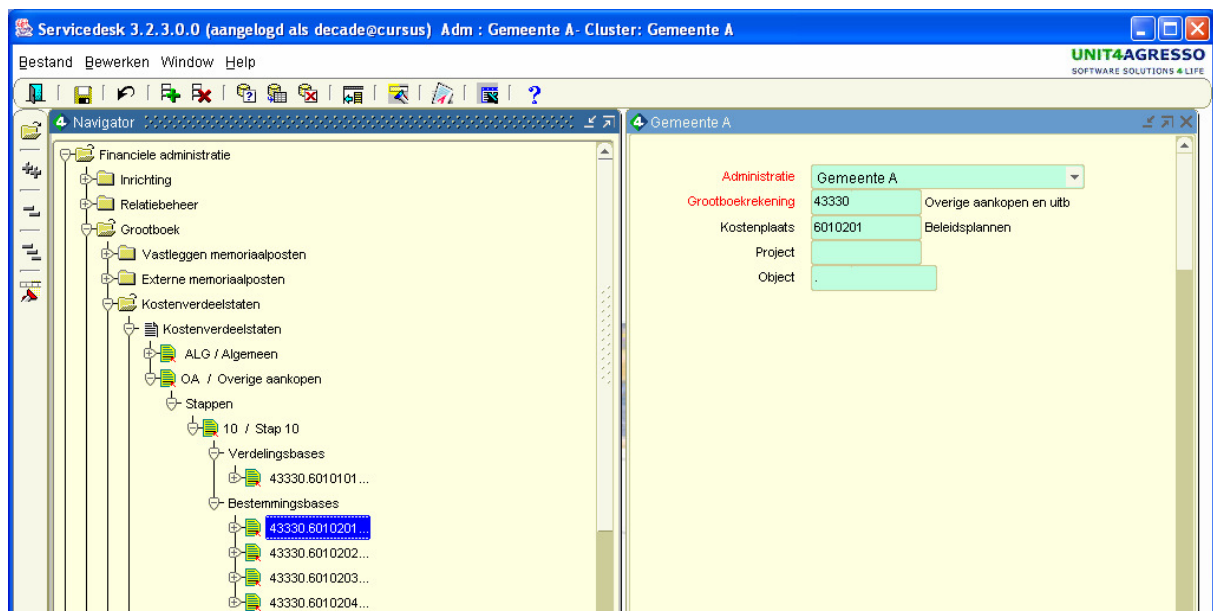 Servicedesk 3.2.3.0.0 (aangelogd als decade@cursus) Adm : Gemeente A- Cluster: Gemeente A
Bestand Bewerken Window Help
UNIT4AGRESSO
SOFTWARE SOLUTIONS 4 LIFE
4 Navigator
Financiele administratie
Inrichting
Relatiebeheer
Grootboek
Vastleggen memoriaalposten
Externe memoriaalposten
Kostenverdeelstaten
Kostenverdeelstaten
ALG / Algemeen
OA / Overige aankopen
Stappen
10 / Stap 10
Verdelingsbases
43330.6010101...
Bestemmingsbases
43330.6010201...
43330.6010202...
43330.6010203...
43330.6010204...
4 Gemeente A
Administratie Gemeente A
Grootboekrekening 43330 Overige aankopen en uitb
Kostenplaats 6010201 Beleidsplannen
Project
Object .